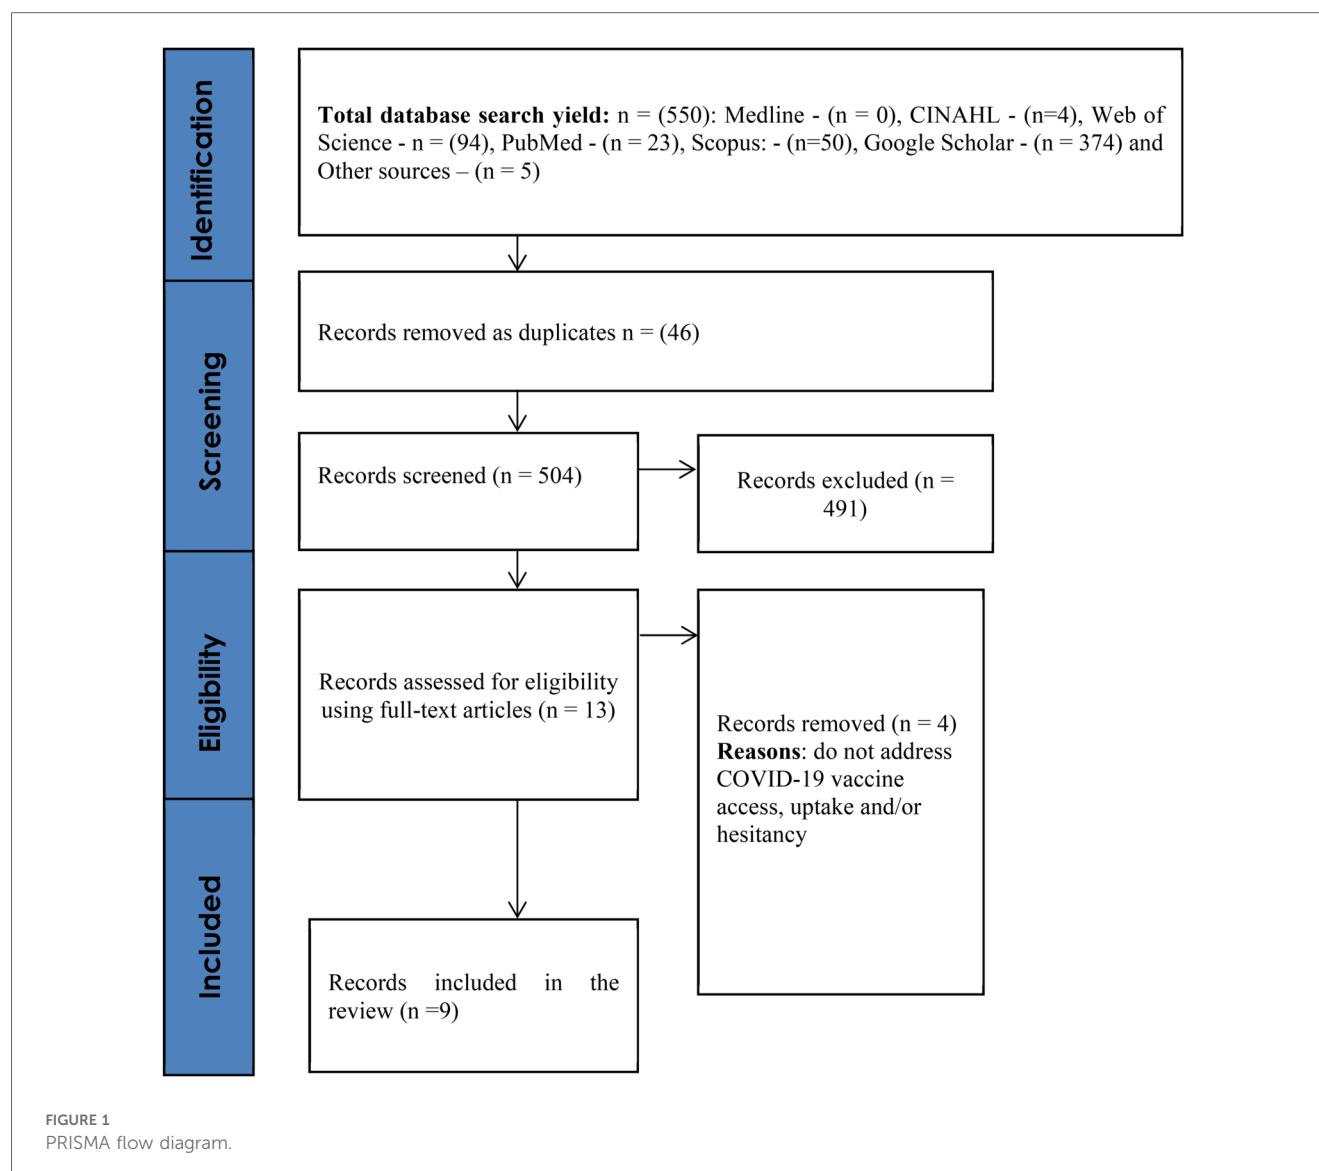 Identification
Total database search yield: n = (550): Medline - (n = 0), CINAHL - (n=4), Web of
Science - n = (94), PubMed - (n = 23), Scopus: - (n=50), Google Scholar - (n = 374) and
Other sources – (n = 5)
Screening
Records removed as duplicates n = (46)
Records screened (n = 504)
Records excluded (n =
491)
Eligibility
Records assessed for eligibility
using full-text articles (n = 13)
Records removed (n = 4)
Reasons: do not address
COVID-19 vaccine
access, uptake and/or
hesitancy
Included
Records included in the
review (n =9)
FIGURE 1
PRISMA flow diagram.